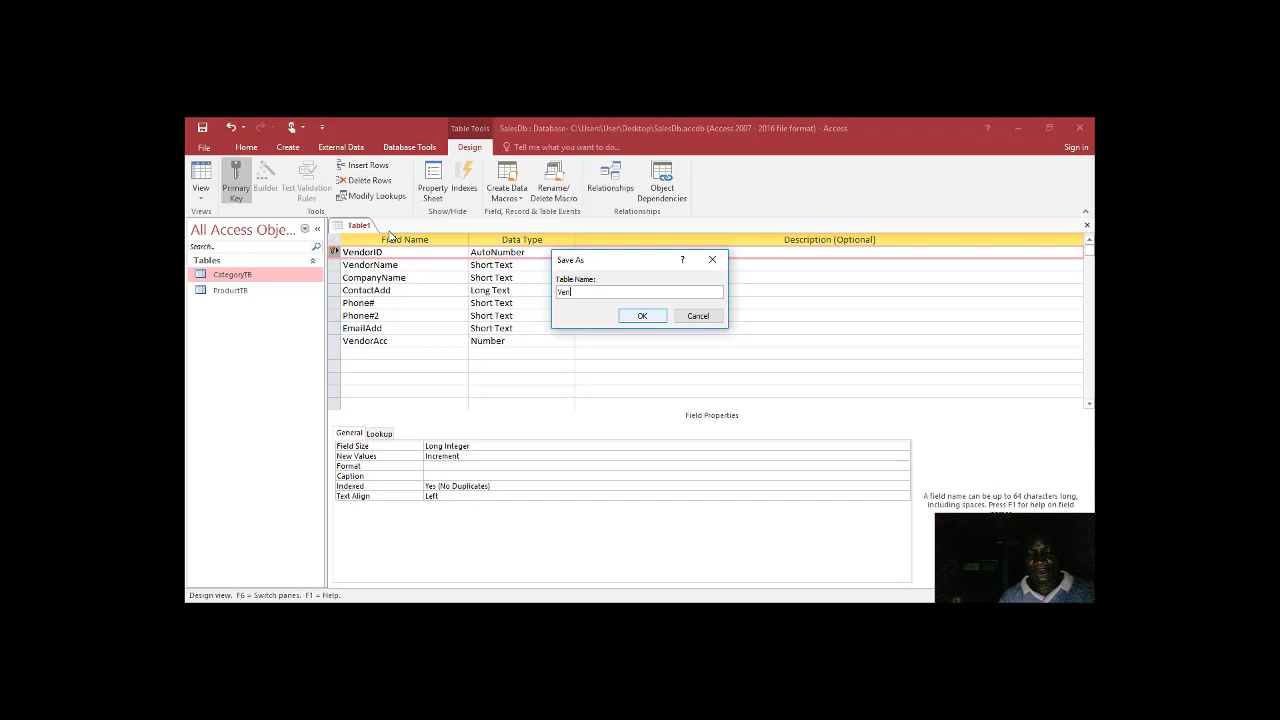 Table Tools
SalesDb : Database- C:\Users\User\Desktop\SalesDb.accdb (Access 2007 - 2016 file format) - Access
?
File
Home
Create
External Data
Database Tools
Design
Tell me what you want to do...
Sign in
View
Primary Key
Builder
Test Validation Rules
Insert Rows
Delete Rows
Modify Lookups
Property Sheet
Indexes
Create Data Macros
Rename/ Delete Macro
Relationships
Object Dependencies
Views
Tools
Show/Hide
Field, Record & Table Events
Relationships
All Access Obje...
Search...
Tables
CategoryTB
ProductTB
Table1
Field Name Data Type Description (Optional)
VendorID AutoNumber
VendorName Short Text
CompanyName Short Text
ContactAdd Long Text
Phone# Short Text
Phone#2 Short Text
EmailAdd Short Text
VendorAcc Number
Save As
?
Table Name:
Ven
OK
Cancel
Field Properties
General Lookup
Field Size Long Integer
New Values Increment
Format
Caption
Indexed Yes (No Duplicates)
Text Align Left
A field name can be up to 64 characters long,
including spaces. Press F1 for help on field
Design view. F6 = Switch panes. F1 = Help.